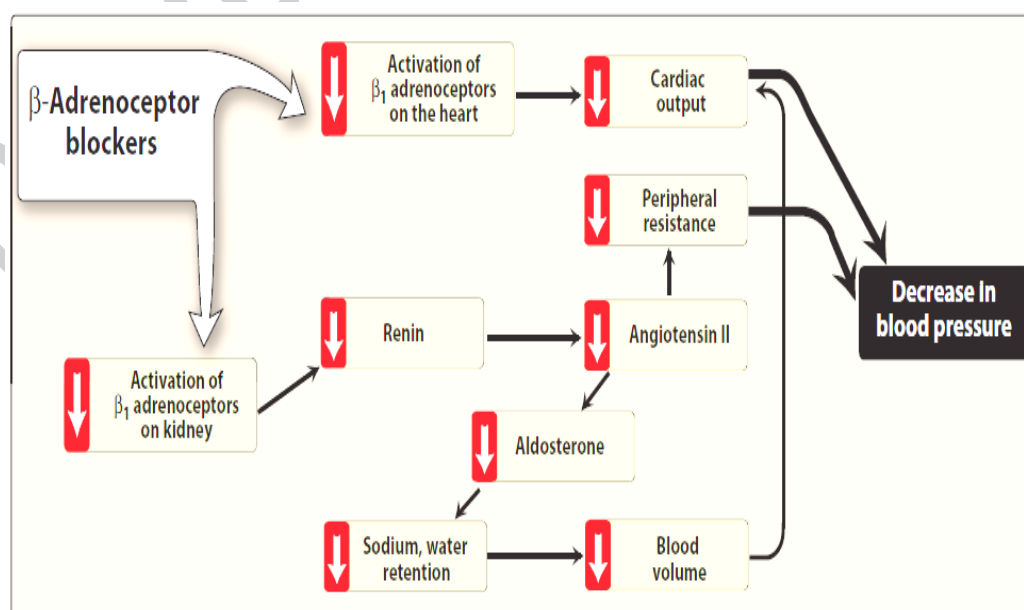 β-Adrenoceptor
blockers
Activation of
β1 adrenoceptors
on the heart
Cardiac
output
Peripheral
resistance
Decrease in
blood pressure
Renin
Angiotensin II
Activation of
β1 adrenoceptors
on kidney
Aldosterone
Sodium, water
retention
Blood
volume